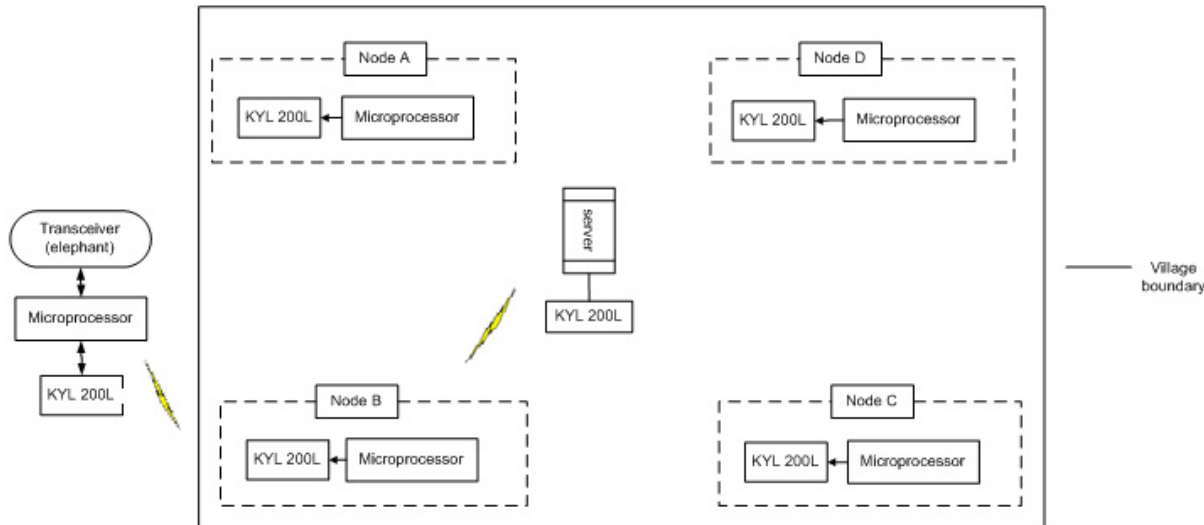 Node A
KYL 200L
Microprocessor
Node D
KYL 200L
Microprocessor
Transceiver
(elephant)
Microprocessor
KYL 200L
server
KYL 200L
Village
boundary
Node B
KYL 200L
Microprocessor
Node C
KYL 200L
Microprocessor